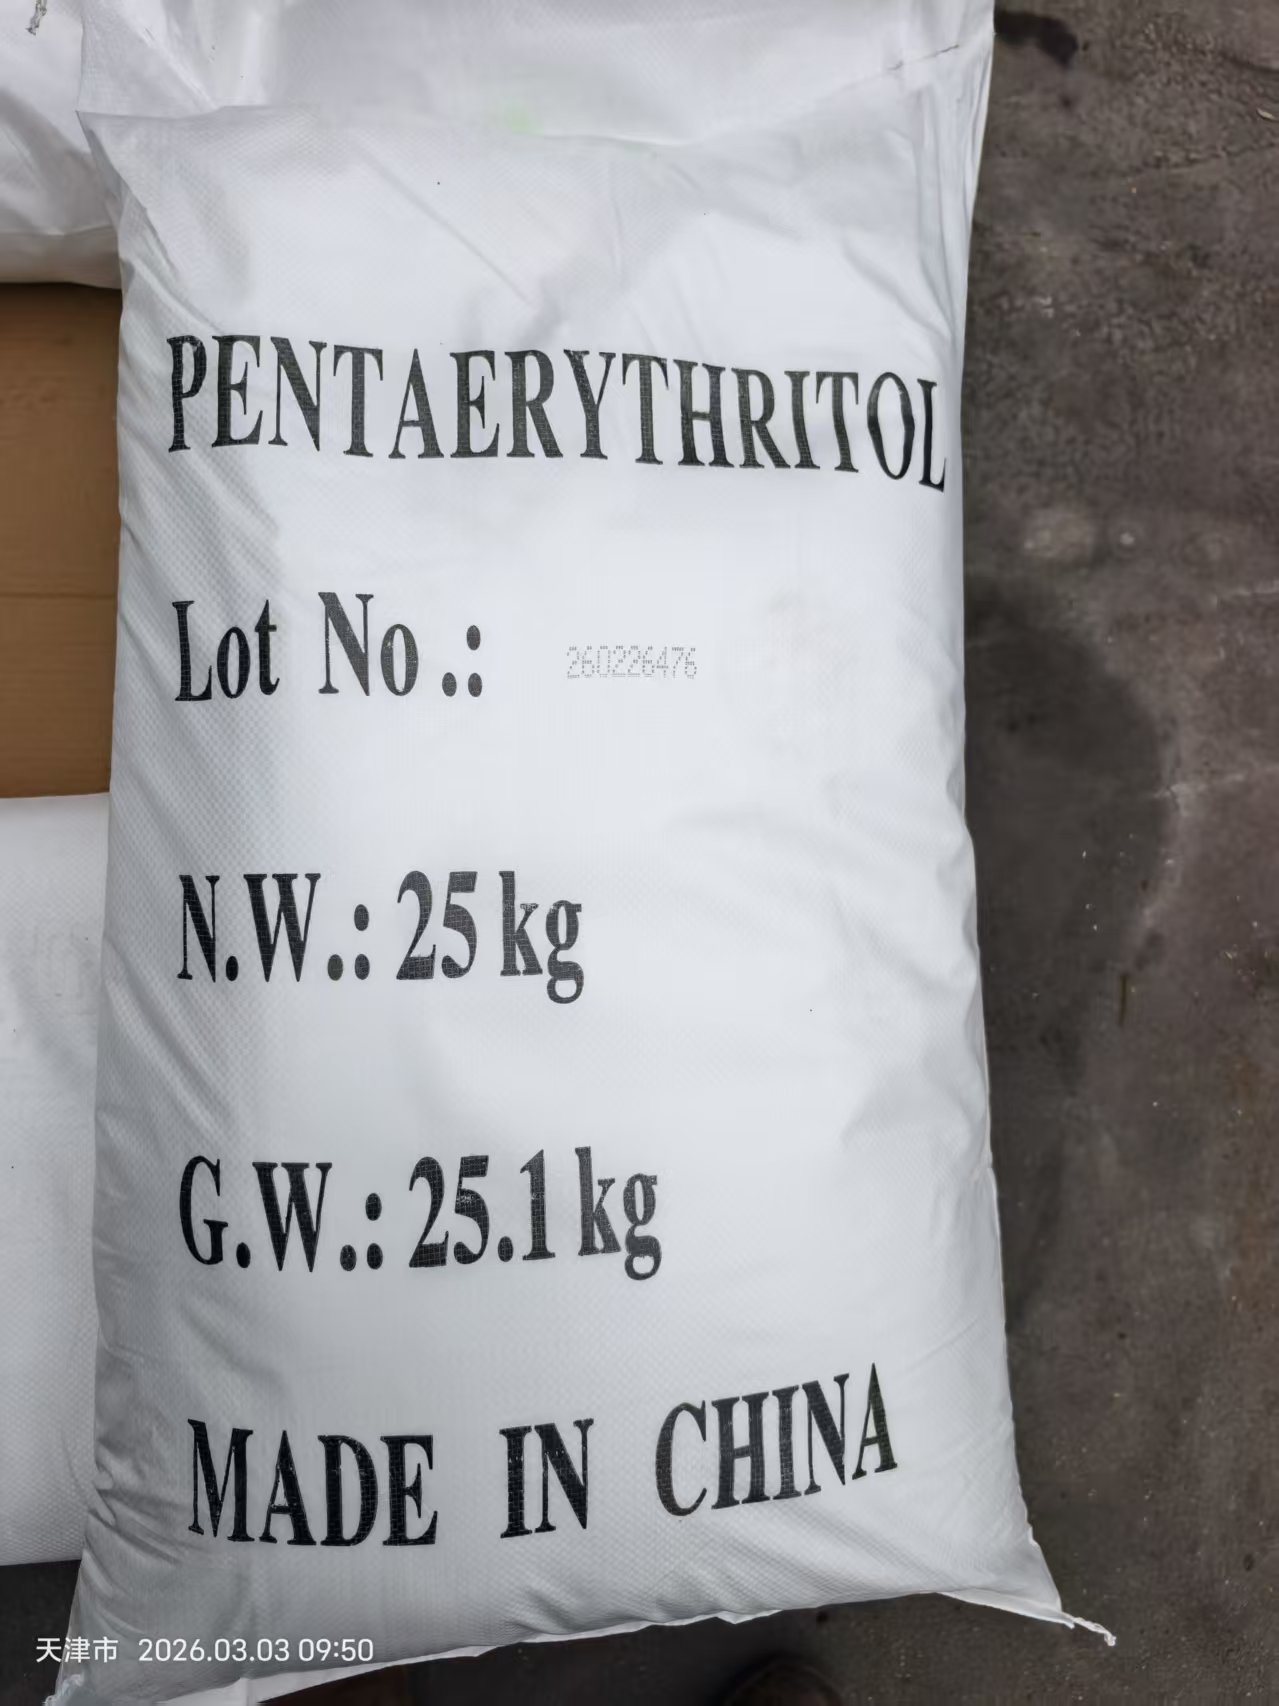 PENTAERYTHRITOL
Lot No.: 260226476
N.W.: 25 kg
G.W.: 25.1 kg
MADE IN CHINA
天津市 2026.03.03 09:50